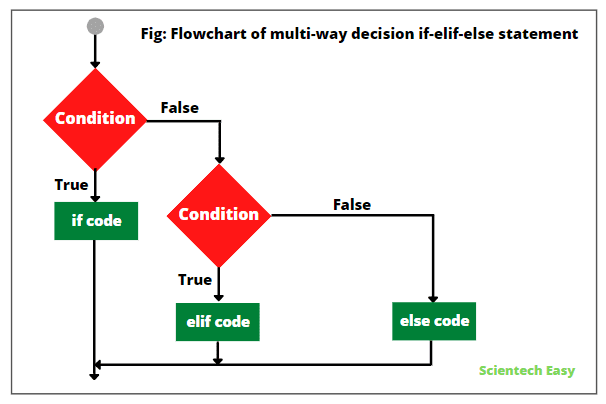 Fig: Flowchart of multi-way decision if-elif-else statement
False
Condition
True
False
if code
Condition
True
elif code
else code
Scientech Easy